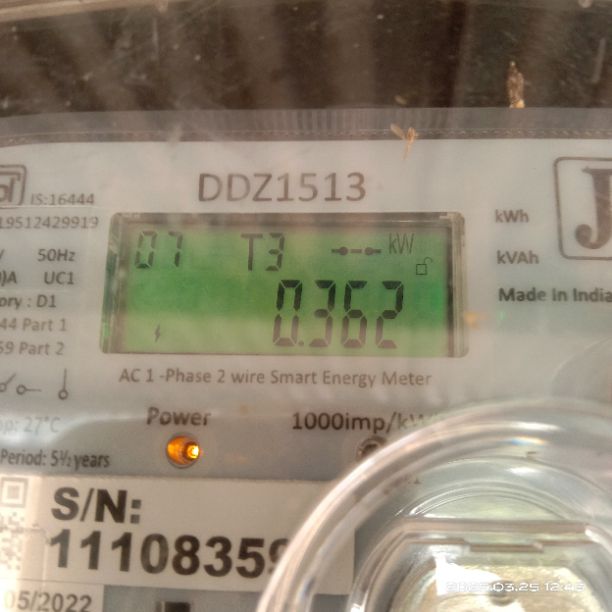 IS:16444
DDZ1513
19512429919
kWh
50Hz
07 T3 kW
kVAh
UC1
0.362
ory : D1
Made in India
44 Part 1
59 Part 2
AC 1 -Phase 2 wire Smart Energy Meter
27°C
Power
1000imp/kW
Period: 5½ years
S/N:
11108359
05/2022